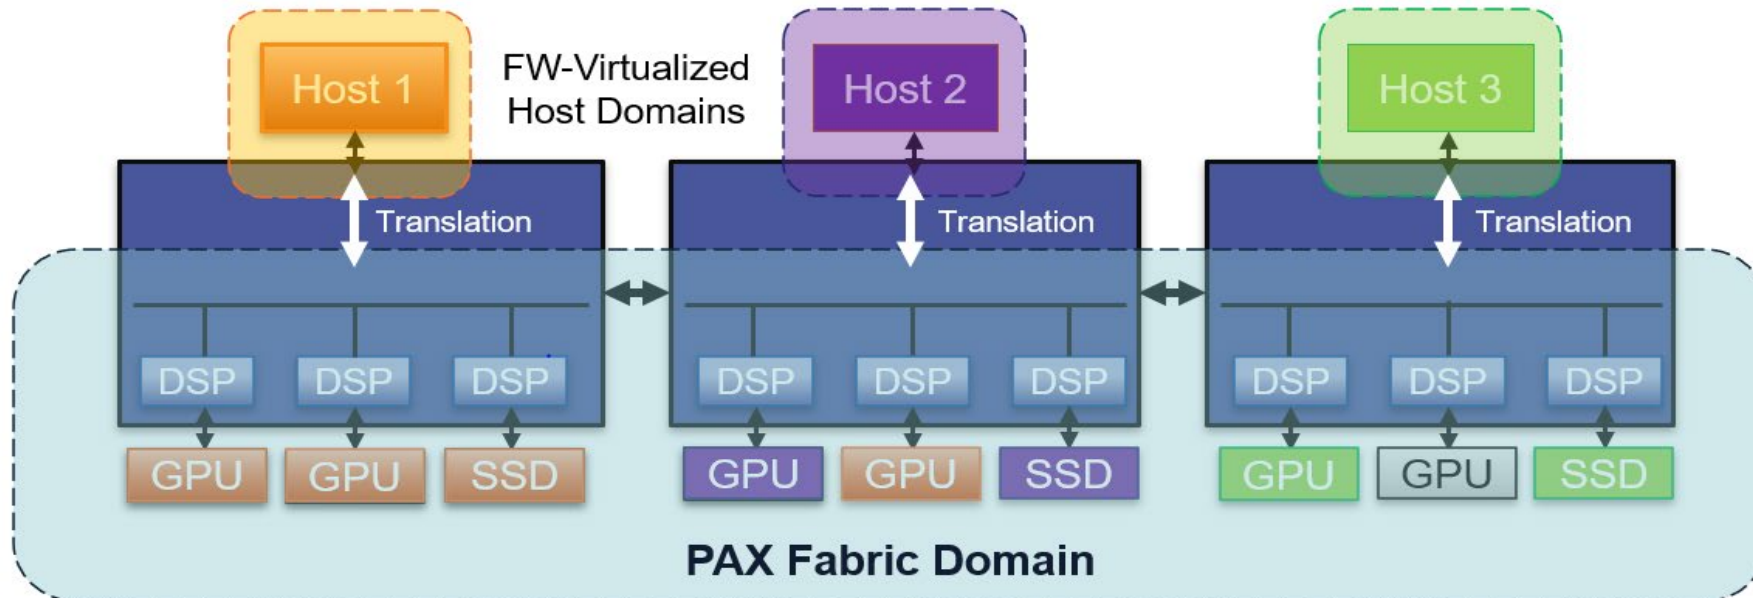 Host 1
FW-Virtualized
Host Domains
Host 2
Host 3
Translation
Translation
Translation
DSP
DSP
DSP
DSP
DSP
DSP
DSP
DSP
DSP
GPU
GPU
SSD
GPU
GPU
SSD
GPU
GPU
SSD
PAX Fabric Domain